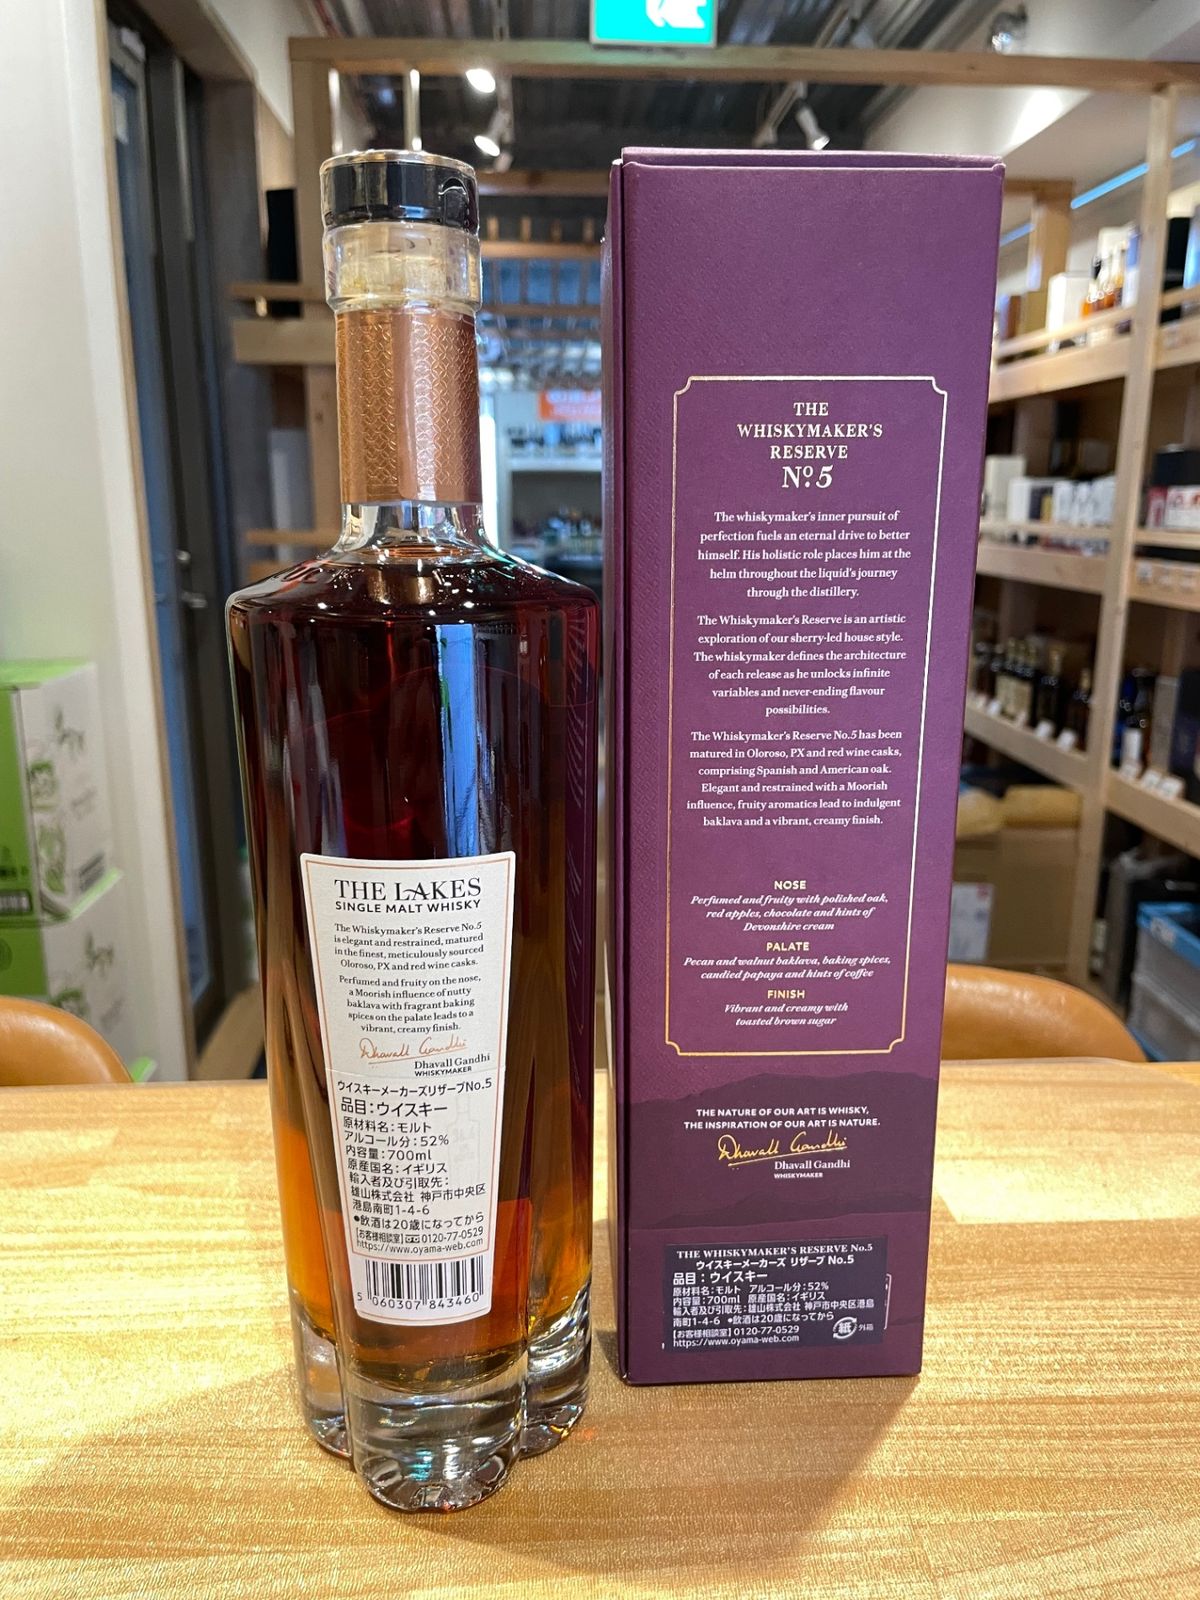 THE LAKES
SINGLE MALT WHISKY
The Whiskymaker's Reserve No.5
is elegant and restrained, matured
in the finest, meticulously sourced
Oloroso, PX and red wine casks.
Perfumed and fruity on the nose,
a Moorish influence of nutty
baklava with fragrant baking
spices on the palate leads to a
vibrant, creamy finish.
Dhavall Gandhi
Dhavall Gandhi
WHISKYMAKER
ウイスキーメーカーズリザーブNo.5
品目：ウイスキー
原材料名：モルト
アルコール分：52%
内容量：700ml
原産国名：イギリス
輸入者及び引取先：
雄山株式会社 神戸市中央区
港島南町1-4-6
●飲酒は20歳になってから
【お客様相談室】0120-77-0529
https://www.oyama-web.com
5 060307 843460
THE
WHISKYMAKER'S
RESERVE
Nº.5
The whiskymaker's inner pursuit of
perfection fuels an eternal drive to better
himself. His holistic role places him at the
helm throughout the liquid's journey
through the distillery.
The Whiskymaker's Reserve is an artistic
exploration of our sherry-led house style.
The whiskymaker defines the architecture
of each release as he unlocks infinite
variables and never-ending flavour
possibilities.
The Whiskymaker's Reserve No.5 has been
matured in Oloroso, PX and red wine casks,
comprising Spanish and American oak.
Elegant and restrained with a Moorish
influence, fruity aromatics lead to indulgent
baklava and a vibrant, creamy finish.
NOSE
Perfumed and fruity with polished oak,
red apples, chocolate and hints of
Devonshire cream
PALATE
Pecan and walnut baklava, baking spices,
candied papaya and hints of coffee
FINISH
Vibrant and creamy with
toasted brown sugar
THE NATURE OF OUR ART IS WHISKY,
THE INSPIRATION OF OUR ART IS NATURE.
Dhavall Gandhi
Dhavall Gandhi
WHISKYMAKER
THE WHISKYMAKER'S RESERVE No.5
ウイスキーメーカーズ リザーブ No.5
品目：ウイスキー
原材料名：モルト アルコール分：52%
内容量：700ml 原産国名：イギリス
輸入者及び引取先：雄山株式会社 神戸市中央区港島
南町1-4-6 ●飲酒は20歳になってから
【お客様相談室】0120-77-0529
https://www.oyama-web.com
紙 外箱